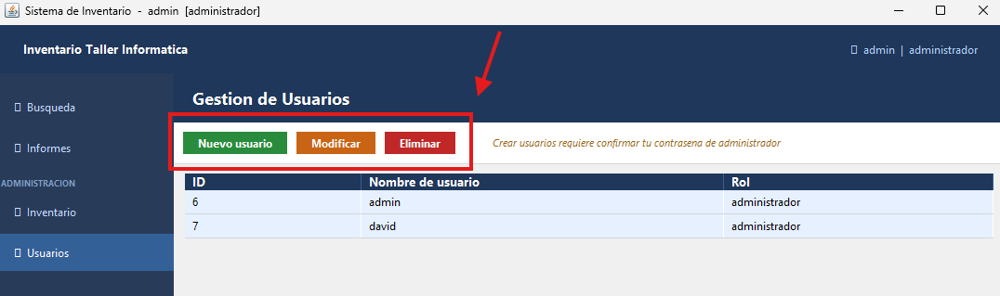 Sistema de Inventario - admin [administrador]
Inventario Taller Informatica
admin | administrador
Busqueda
Informes
ADMINISTRACION
Inventario
Usuarios
Gestion de Usuarios
Nuevo usuario Modificar Eliminar Crear usuarios requiere confirmar tu contrasena de administrador
ID Nombre de usuario Rol
6 admin administrador
7 david administrador